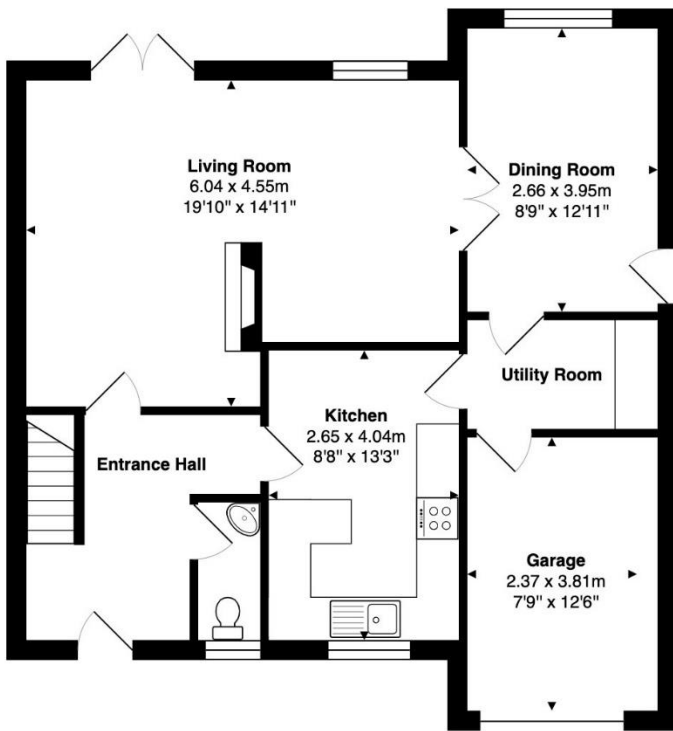 Living Room
6.04 x 4.55m
19'10" x 14'11"
Dining Room
2.66 x 3.95m
8'9" x 12'11"
Utility Room
Kitchen
2.65 x 4.04m
8'8" x 13'3"
Entrance Hall
Garage
2.37 x 3.81m
7'9" x 12'6"